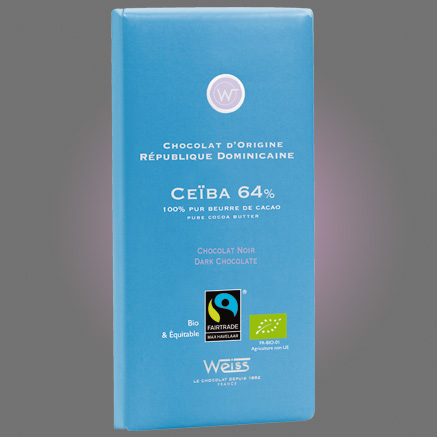 W
CHOCOLAT D'ORIGINE
RÉPUBLIQUE DOMINICAINE
CEÏBA 64%
100% PUR BEURRE DE CACAO
PURE COCOA BUTTER
CHOCOLAT NOIR
DARK CHOCOLATE
Bio
& Équitable
®
FAIRTRADE
MAX HAVELAAR
FR-BIO-01
Agriculture non UE
Weiss
LE CHOCOLAT DEPUIS 1882
FRANCE